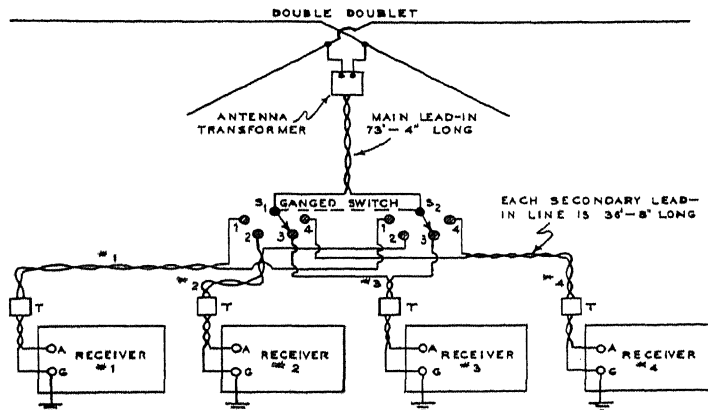 DOUBLE DOUBLET
ANTENNA
TRANSFORMER
MAIN LEAD-IN
73'-4" LONG
S1 GANGED SWITCH S2
1 2 3 4
1 2 3 4
EACH SECONDARY LEAD-
IN LINE IS 36'-8" LONG
#1
#2
#3
#4
T
T
T
T
A
RECEIVER
#1
G
A
RECEIVER
#2
G
A
RECEIVER
#3
G
A
RECEIVER
#4
G